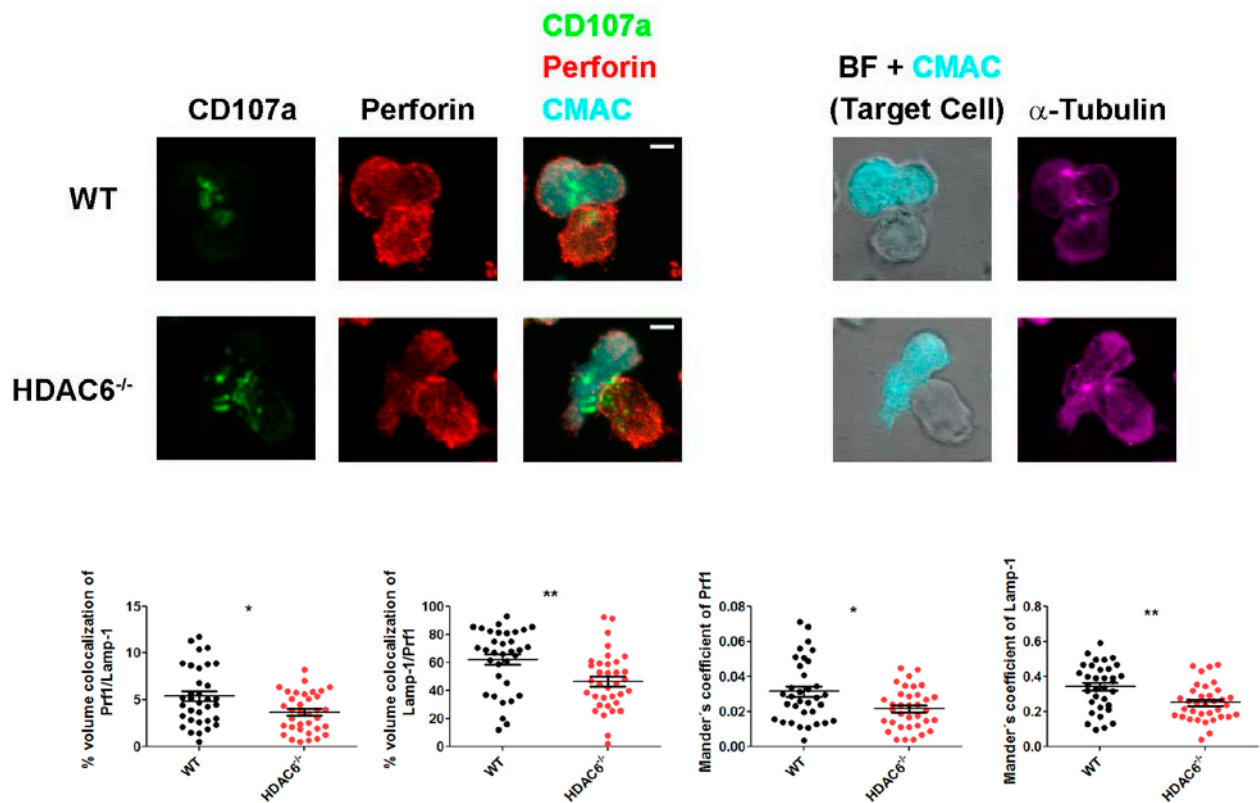 CD107a
Perforin
CMAC
BF + CMAC
(Target Cell)
CD107a
Perforin
α-Tubulin
WT
HDAC6-/-
% volume colocalization of
Prf1/Lamp-1
15
10
5
0
*
WT
HDAC6-/-
% volume colocalization of
Lamp-1/Prf1
100
80
60
40
20
0
**
WT
HDAC6-/-
Mander´s coefficient of Prf1
0.08
0.06
0.04
0.02
0.00
*
WT
HDAC6-/-
Mander´s coefficient of Lamp-1
0.8
0.6
0.4
0.2
0.0
**
WT
HDAC6-/-